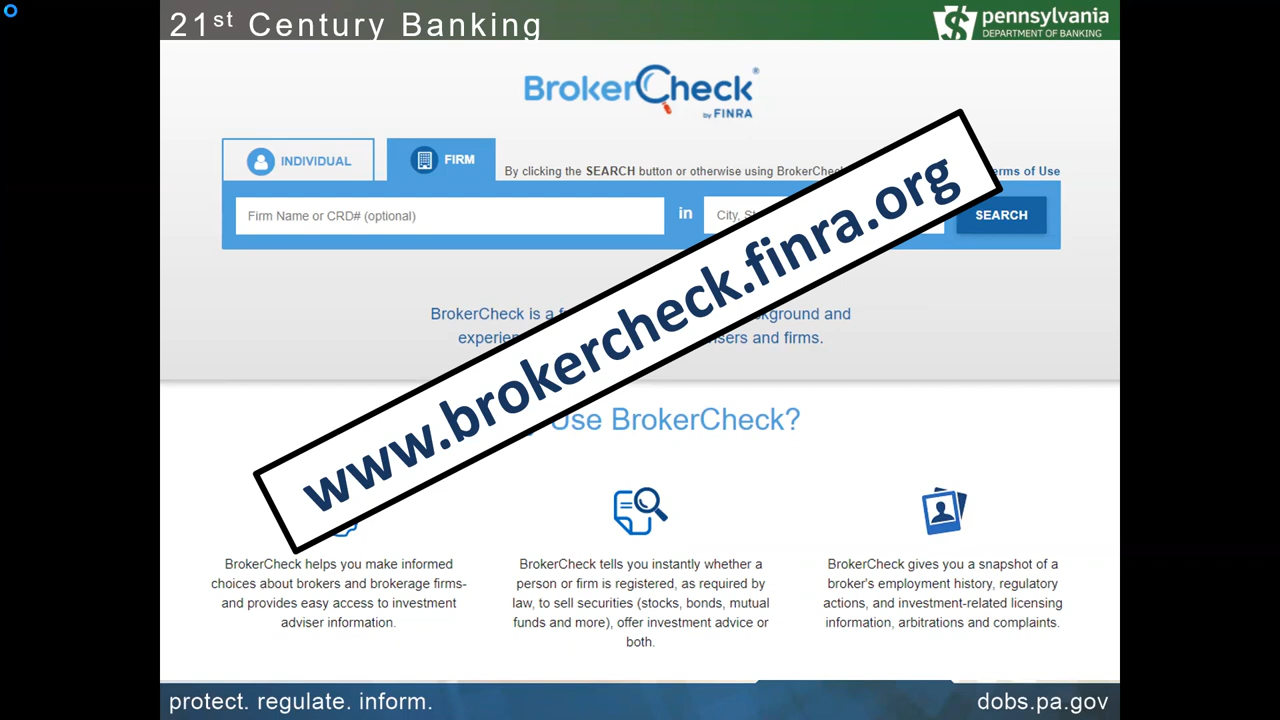 21st Century Banking
pennsylvania
DEPARTMENT OF BANKING
BrokerCheck®
by FINRA
INDIVIDUAL
FIRM
By clicking the SEARCH button or otherwise using BrokerChec
erms of Use
Firm Name or CRD# (optional)
in
City, St
SEARCH
www.brokercheck.finra.org
BrokerCheck is a
and
and firms.
Use BrokerCheck?
BrokerCheck helps you make informed
choices about brokers and brokerage firms-
and provides easy access to investment
adviser information.
BrokerCheck tells you instantly whether a
person or firm is registered, as required by
law, to sell securities (stocks, bonds, mutual
funds and more), offer investment advice or
both.
BrokerCheck gives you a snapshot of a
broker's employment history, regulatory
actions, and investment-related licensing
information, arbitrations and complaints.
protect. regulate. inform.
dobs.pa.gov